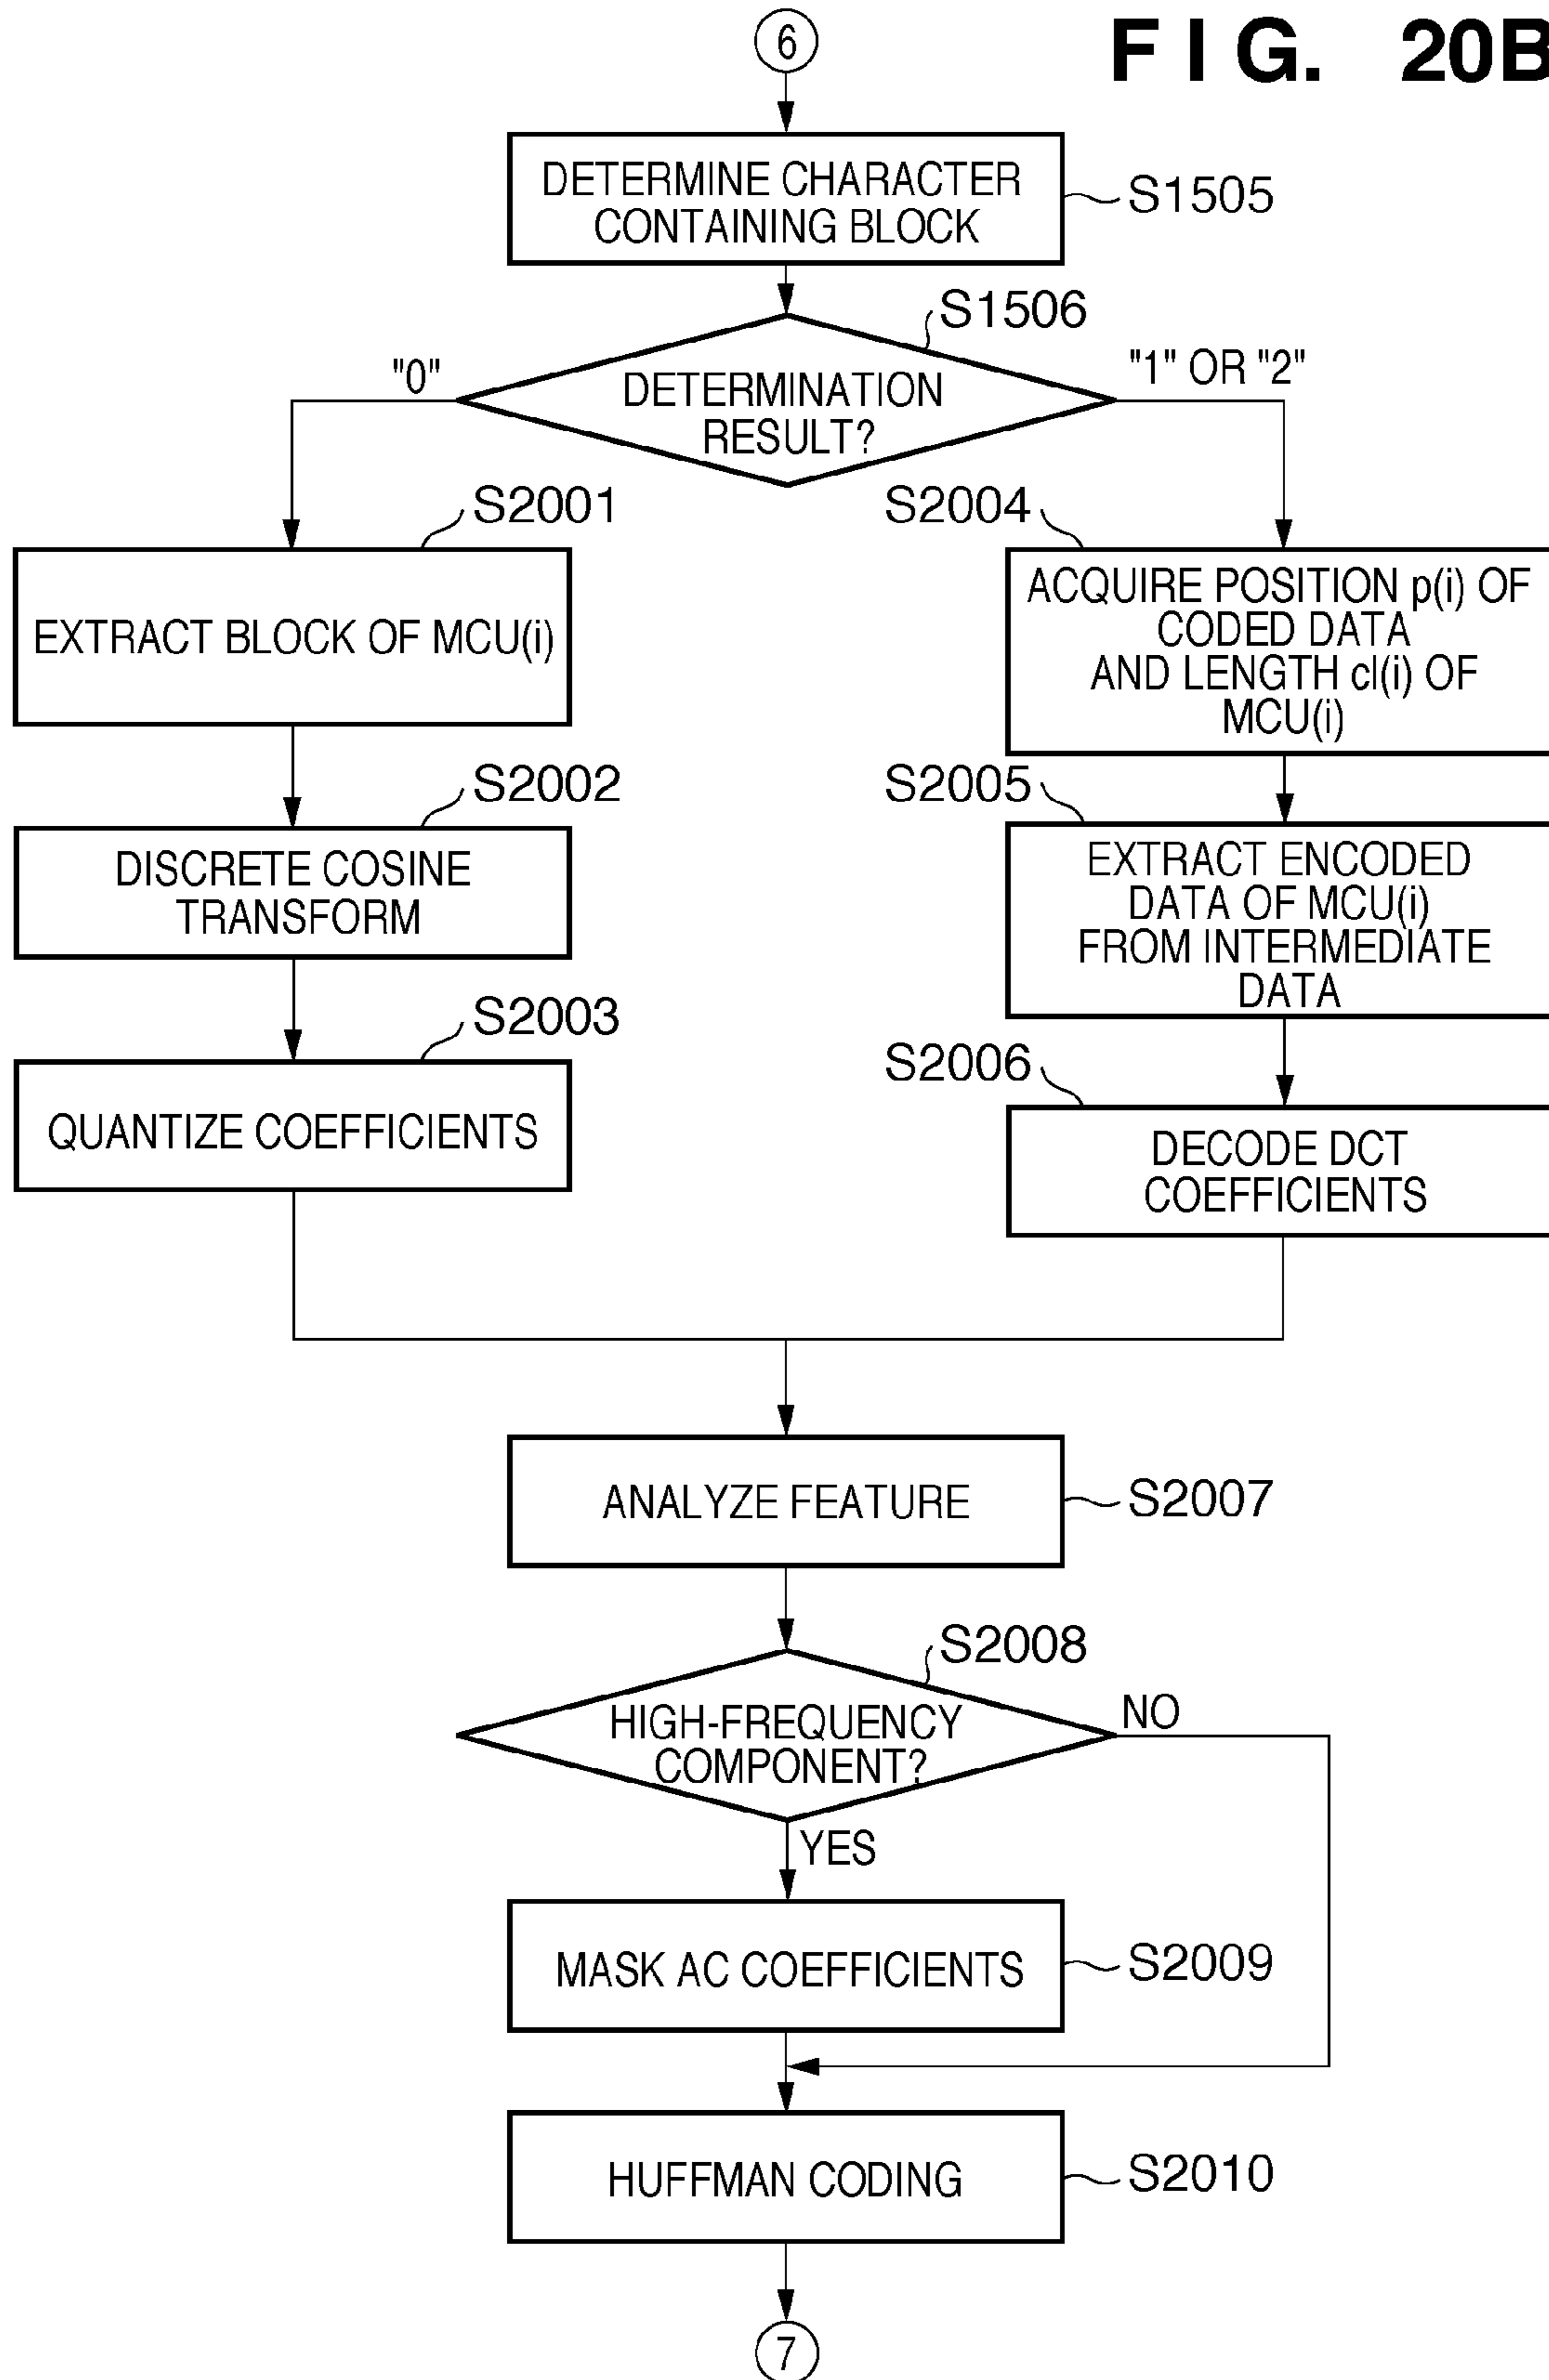 6
FIG. 20B
DETERMINE CHARACTER
CONTAINING BLOCK
S1505
S1506
"0"
DETERMINATION
RESULT?
"1" OR "2"
S2001
EXTRACT BLOCK OF MCU(i)
S2002
DISCRETE COSINE
TRANSFORM
S2003
QUANTIZE COEFFICIENTS
S2004
ACQUIRE POSITION p(i) OF
CODED DATA
AND LENGTH cl(i) OF
MCU(i)
S2005
EXTRACT ENCODED
DATA OF MCU(i)
FROM INTERMEDIATE
DATA
S2006
DECODE DCT
COEFFICIENTS
ANALYZE FEATURE
S2007
S2008
HIGH-FREQUENCY
COMPONENT?
NO
YES
MASK AC COEFFICIENTS
S2009
HUFFMAN CODING
S2010
7